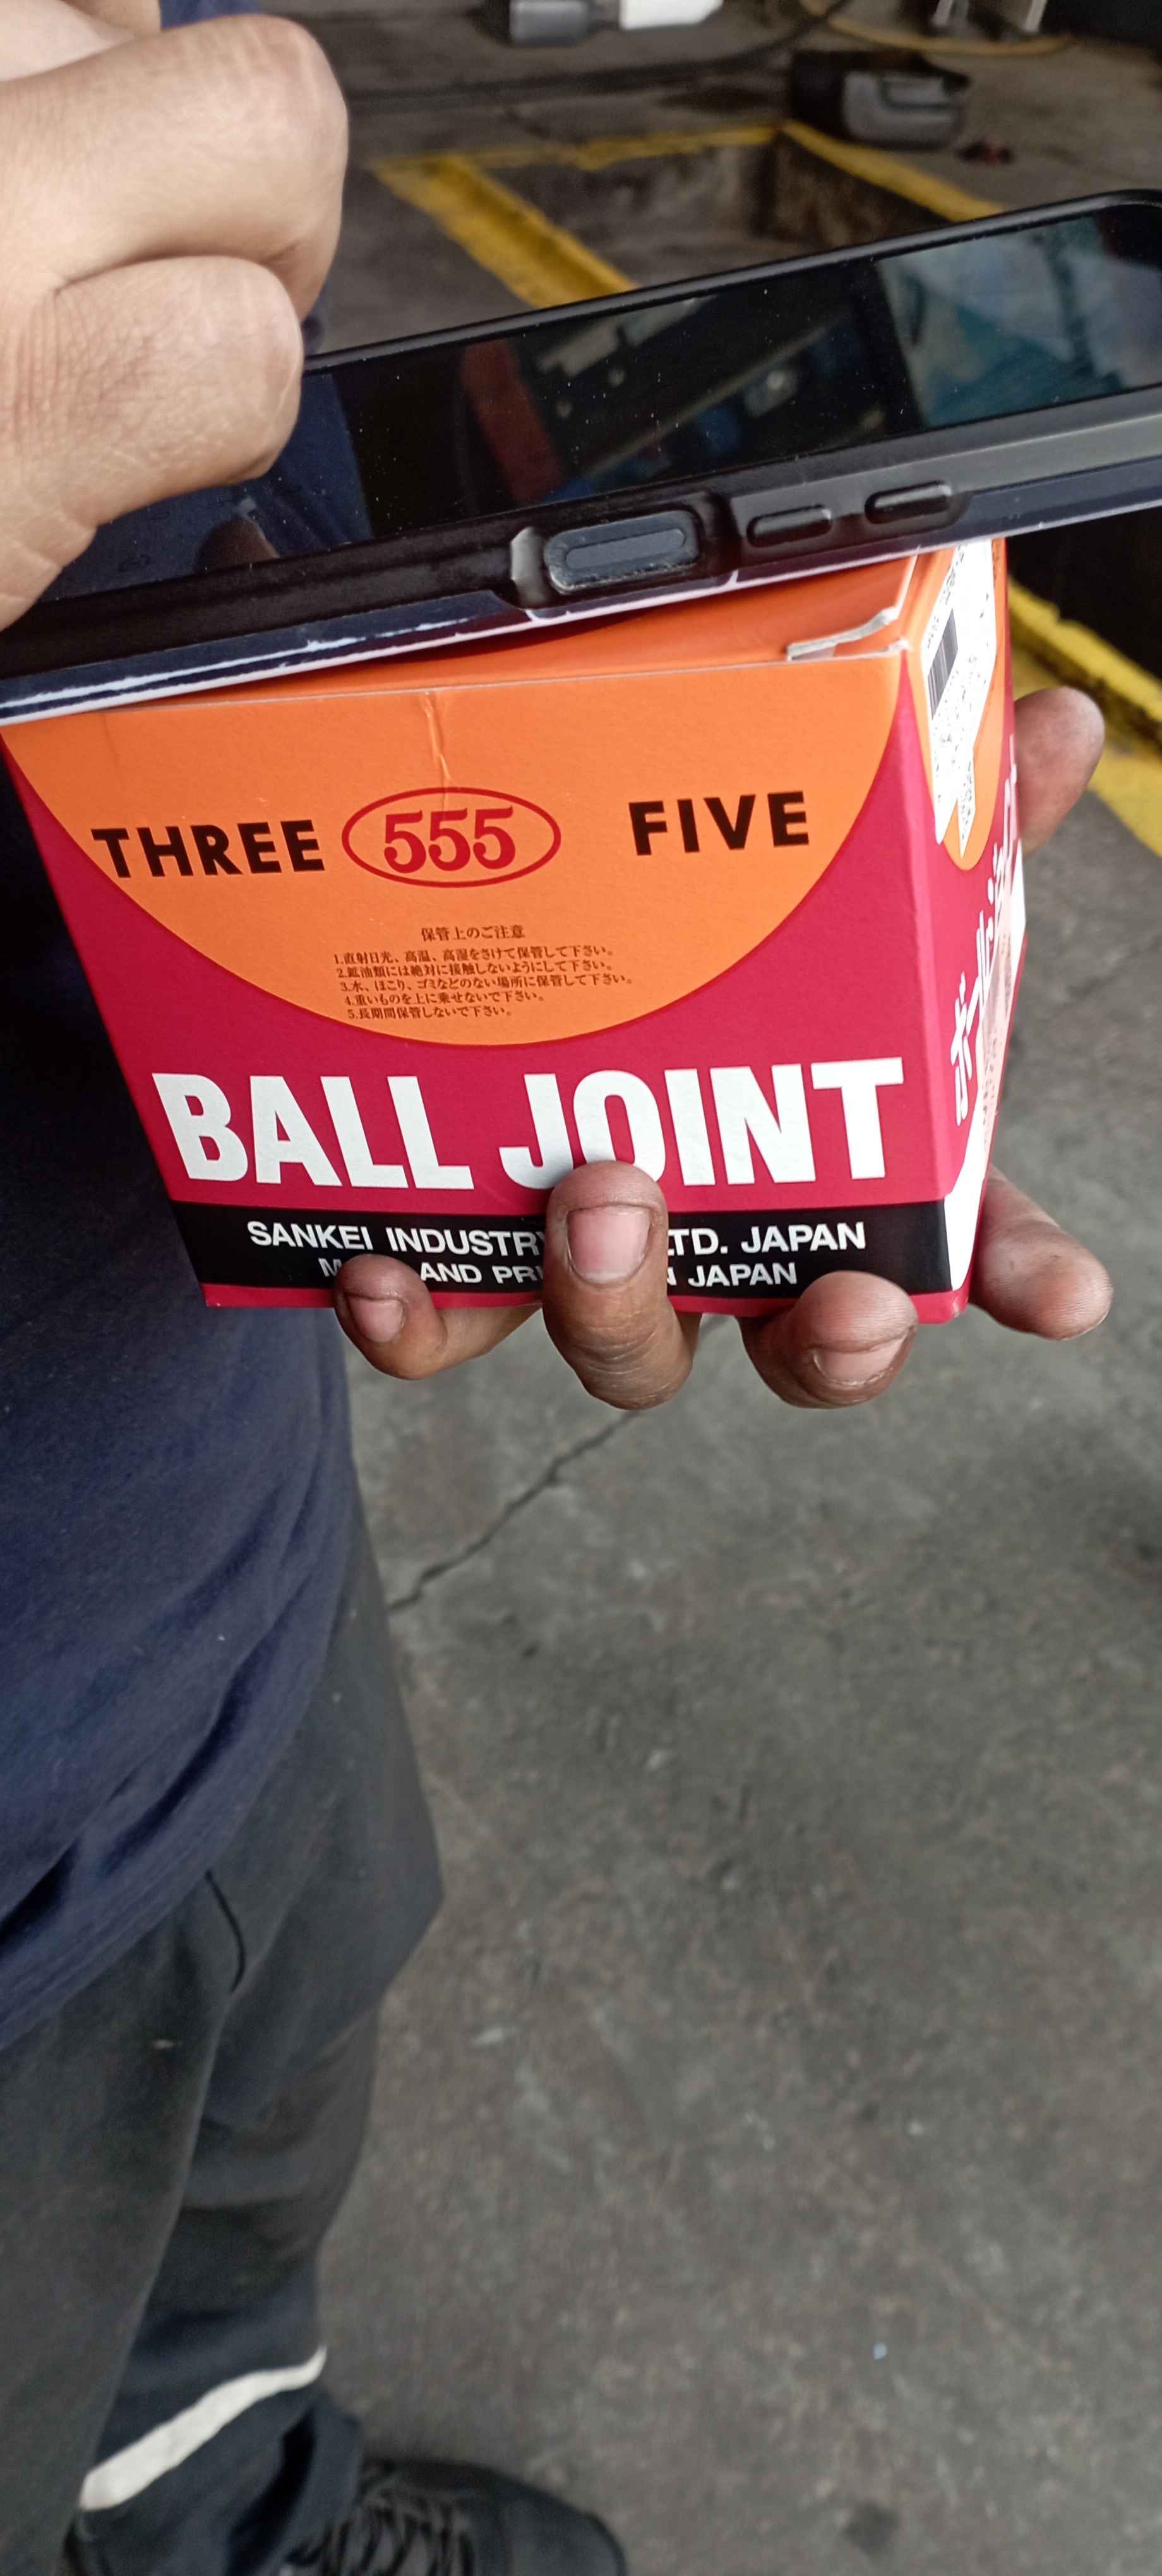 THREE 555 FIVE
保管上のご注意
1.直射日光、高温、高湿をさけて保管して下さい。
2.鉱油類には絶対に接触しないようにして下さい。
3.水、ほこり、ゴミなどのない場所に保管して下さい。
4.重いものを上に乗せないで下さい。
5.長期間保管しないで下さい。
BALL JOINT
SANKEI INDUSTRY LTD. JAPAN
AND JAPAN